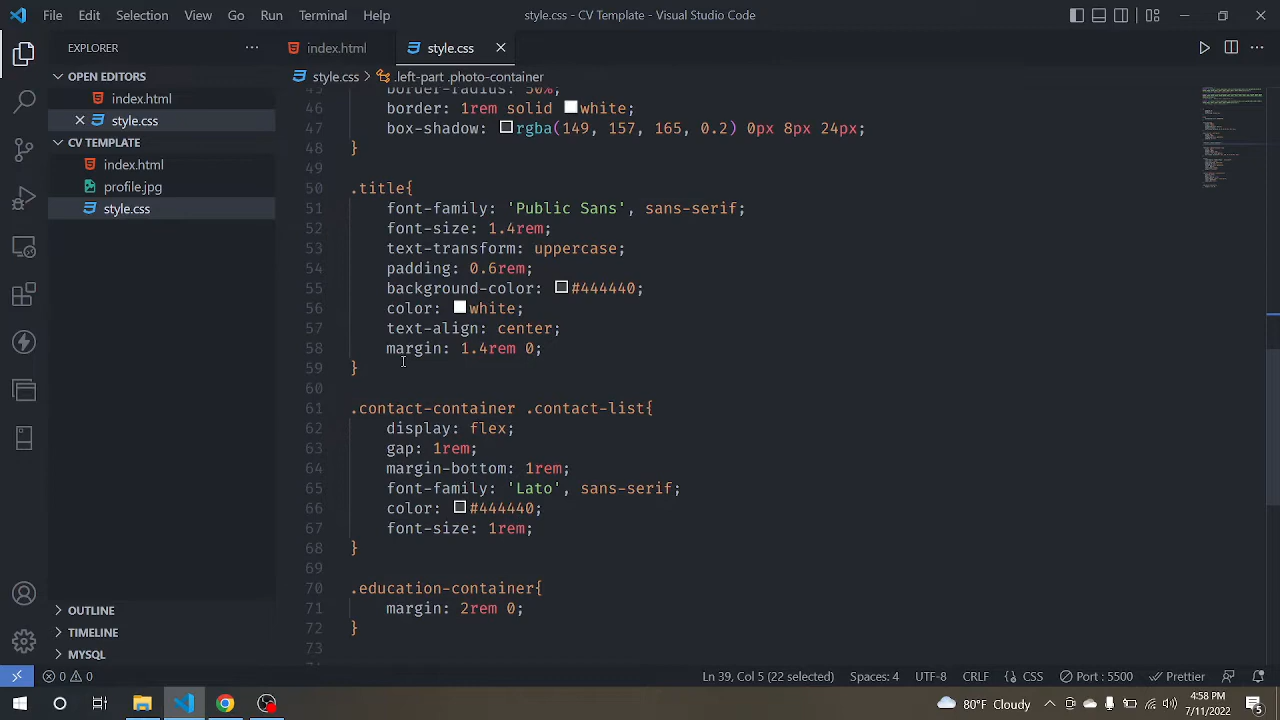 File Edit Selection View Go Run Terminal Help style.css - CV Template - Visual Studio Code
EXPLORER
index.html
style.css
OPEN EDITORS
style.css > .left-part .photo-container
index.html
style.css
CV TEMPLATE
index.html
profile.jpg
style.css
45 border-radius: 50%;
46 border: 1rem solid white;
47 box-shadow: rgba(149, 157, 165, 0.2) 0px 8px 24px;
48 }
49
50 .title{
51 font-family: 'Public Sans', sans-serif;
52 font-size: 1.4rem;
53 text-transform: uppercase;
54 padding: 0.6rem;
55 background-color: #444440;
56 color: white;
57 text-align: center;
58 margin: 1.4rem 0;
59 }
60
61 .contact-container .contact-list{
62 display: flex;
63 gap: 1rem;
64 margin-bottom: 1rem;
65 font-family: 'Lato', sans-serif;
66 color: #444440;
67 font-size: 1rem;
68 }
69
70 .education-container{
71 margin: 2rem 0;
72 }
73
OUTLINE
TIMELINE
MYSQL
0 0 Ln 39, Col 5 (22 selected) Spaces: 4 UTF-8 CRLF {} CSS Port : 5500 Prettier
80°F Cloudy 4:58 PM
7/11/2022
5